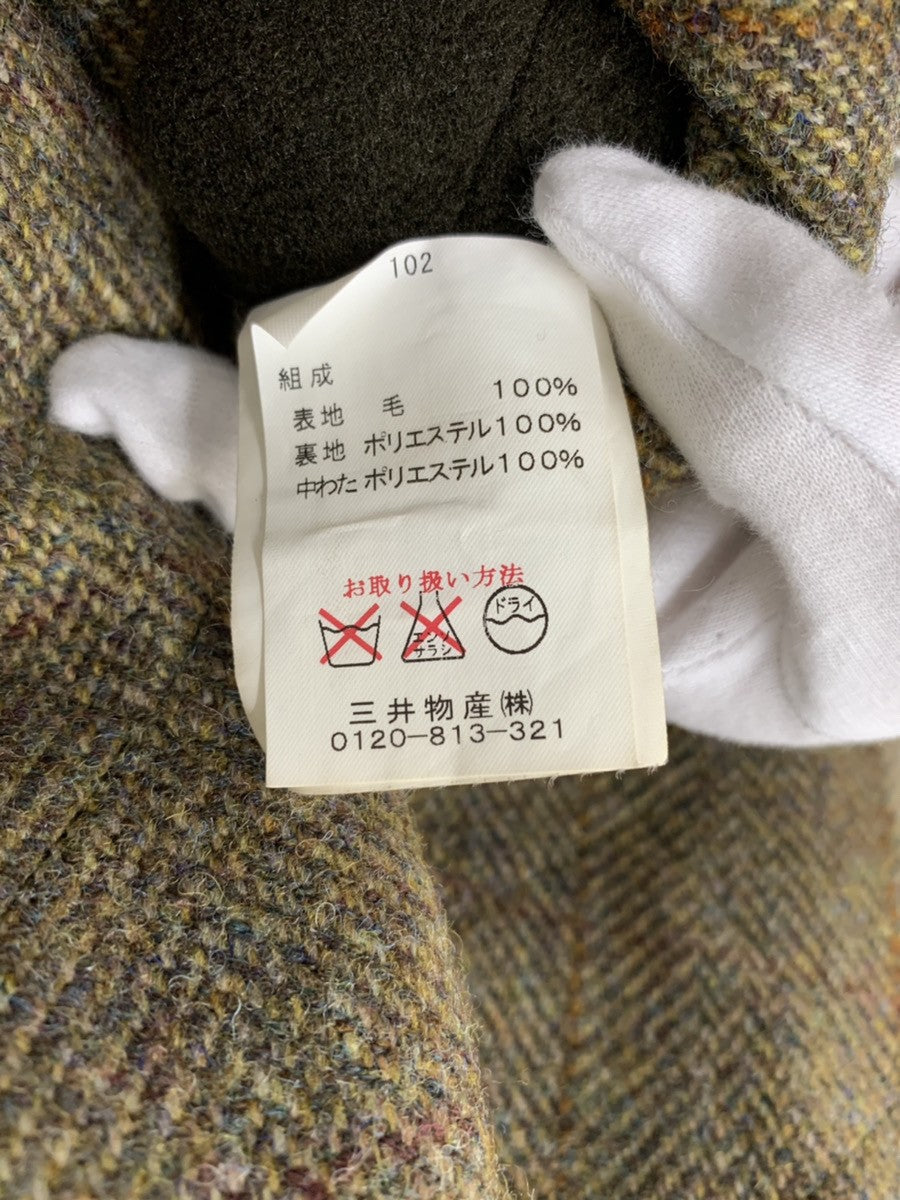 102
組成
表地 毛 100%
裏地 ポリエステル100%
中わた ポリエステル100%
お取り扱い方法
エンソ
サラシ
ドライ
三井物産(株)
0120-813-321